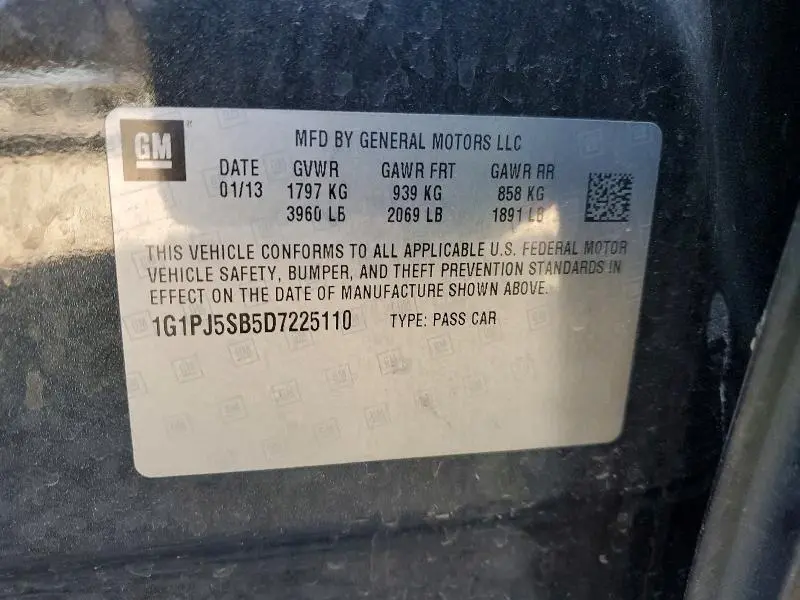 GM
MFD BY GENERAL MOTORS LLC
DATE GVWR GAWR FRT GAWR RR
01/13 1797 KG 939 KG 858 KG
3960 LB 2069 LB 1891 LB
THIS VEHICLE CONFORMS TO ALL APPLICABLE U.S. FEDERAL MOTOR
VEHICLE SAFETY, BUMPER, AND THEFT PREVENTION STANDARDS IN
EFFECT ON THE DATE OF MANUFACTURE SHOWN ABOVE.
1G1PJ5SB5D7225110 TYPE: PASS CAR